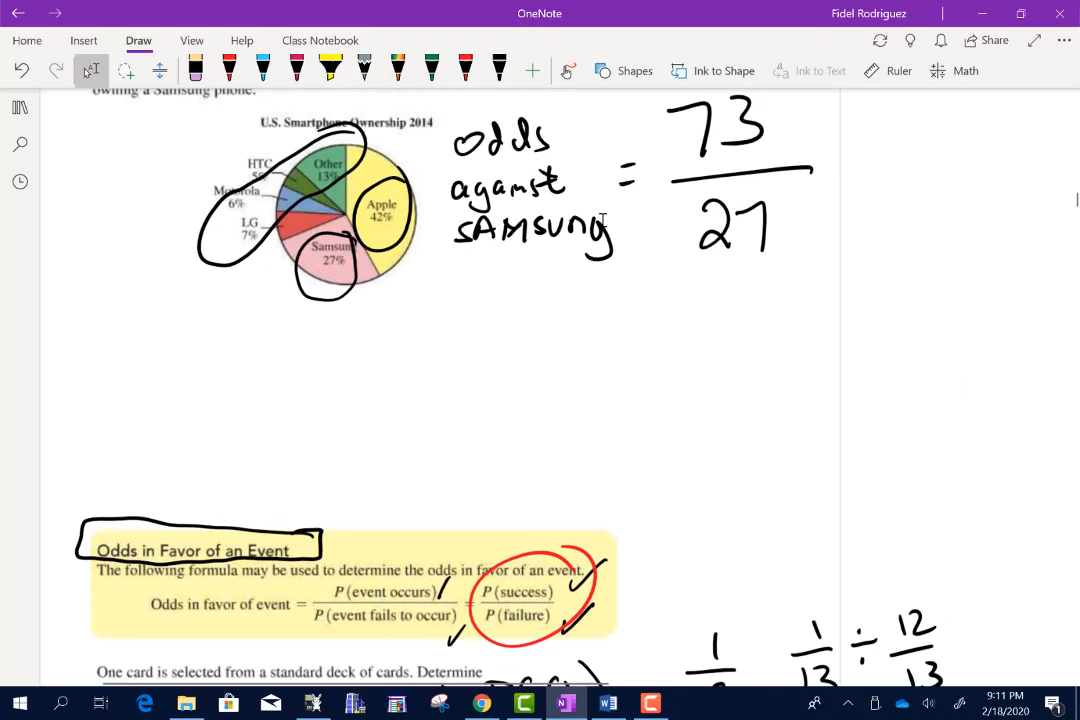 OneNote
Fidel Rodriguez
Home Insert Draw View Help Class Notebook
Share
Shapes
Ink to Shape
Ink to Text
Ruler
Math
owning a Samsung phone.
U.S. Smartphone Ownership 2014
HTC
5%
Other
13%
Motorola
6%
Apple
42%
LG
7%
Samsung
27%
odds
against
SAMSUNg
=
73
27
Odds in Favor of an Event
The following formula may be used to determine the odds in favor of an event.
Odds in favor of event = P(event occurs) / P(event fails to occur) = P(success) / P(failure)
One card is selected from a standard deck of cards. Determine
1
1/13 ÷ 12/13
9:11 PM
2/18/2020